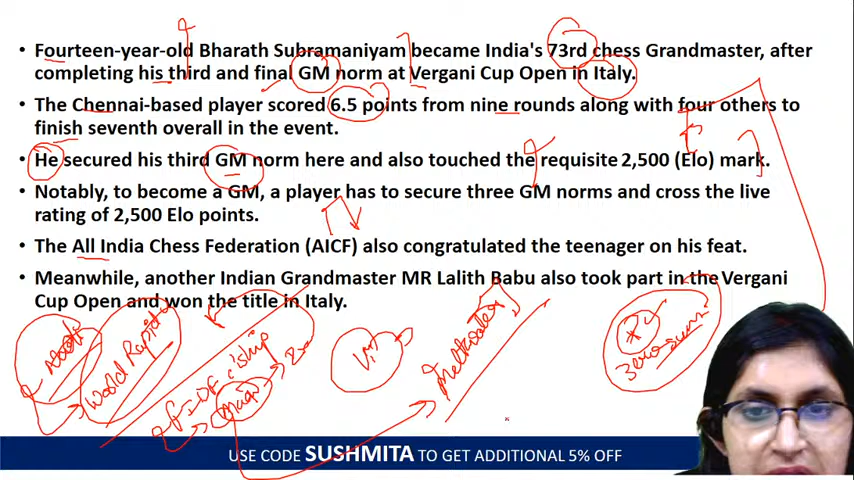 • Fourteen-year-old Bharath Subramaniyam became India's 73rd chess Grandmaster, after
completing his third and final GM norm at Vergani Cup Open in Italy.
• The Chennai-based player scored 6.5 points from nine rounds along with four others to
finish seventh overall in the event.
• He secured his third GM norm here and also touched the requisite 2,500 (Elo) mark.
• Notably, to become a GM, a player has to secure three GM norms and cross the live
rating of 2,500 Elo points.
• The All India Chess Federation (AICF) also congratulated the teenager on his feat.
• Meanwhile, another Indian Grandmaster MR Lalith Babu also took part in the Vergani
Cup Open and won the title in Italy.
World Rapid
USE CODE SUSHMITA TO GET ADDITIONAL 5% OFF